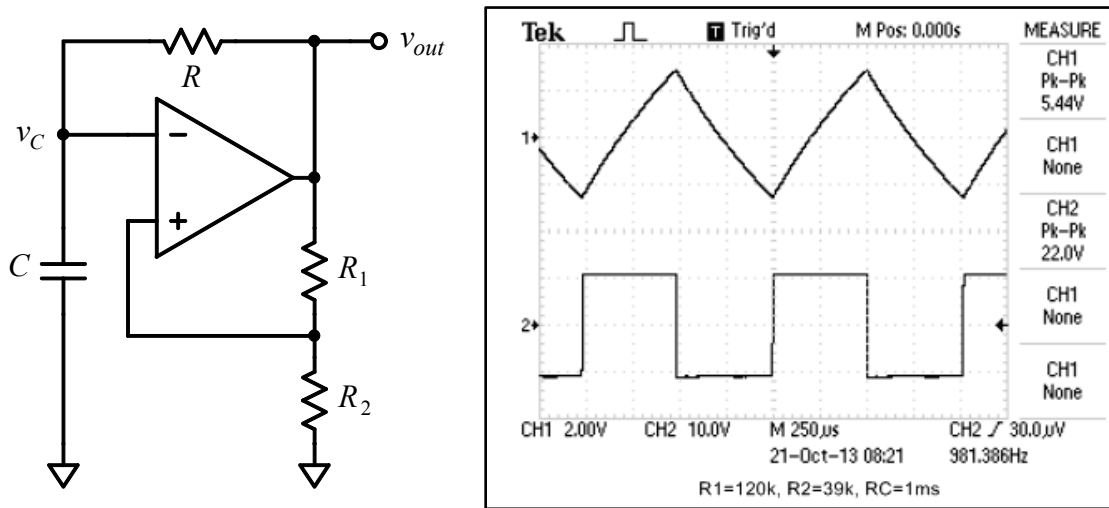 R
v_out
v_C
−
+
C
R₁
R₂
Tek T Trig'd M Pos: 0.000s MEASURE
CH1
Pk-Pk
5.44V
1
CH1
None
CH2
Pk-Pk
22.0V
CH1
None
2
CH1
None
CH1 2.00V CH2 10.0V M 250µs CH2 30.0µV
21-Oct-13 08:21 981.386Hz
R1=120k, R2=39k, RC=1ms